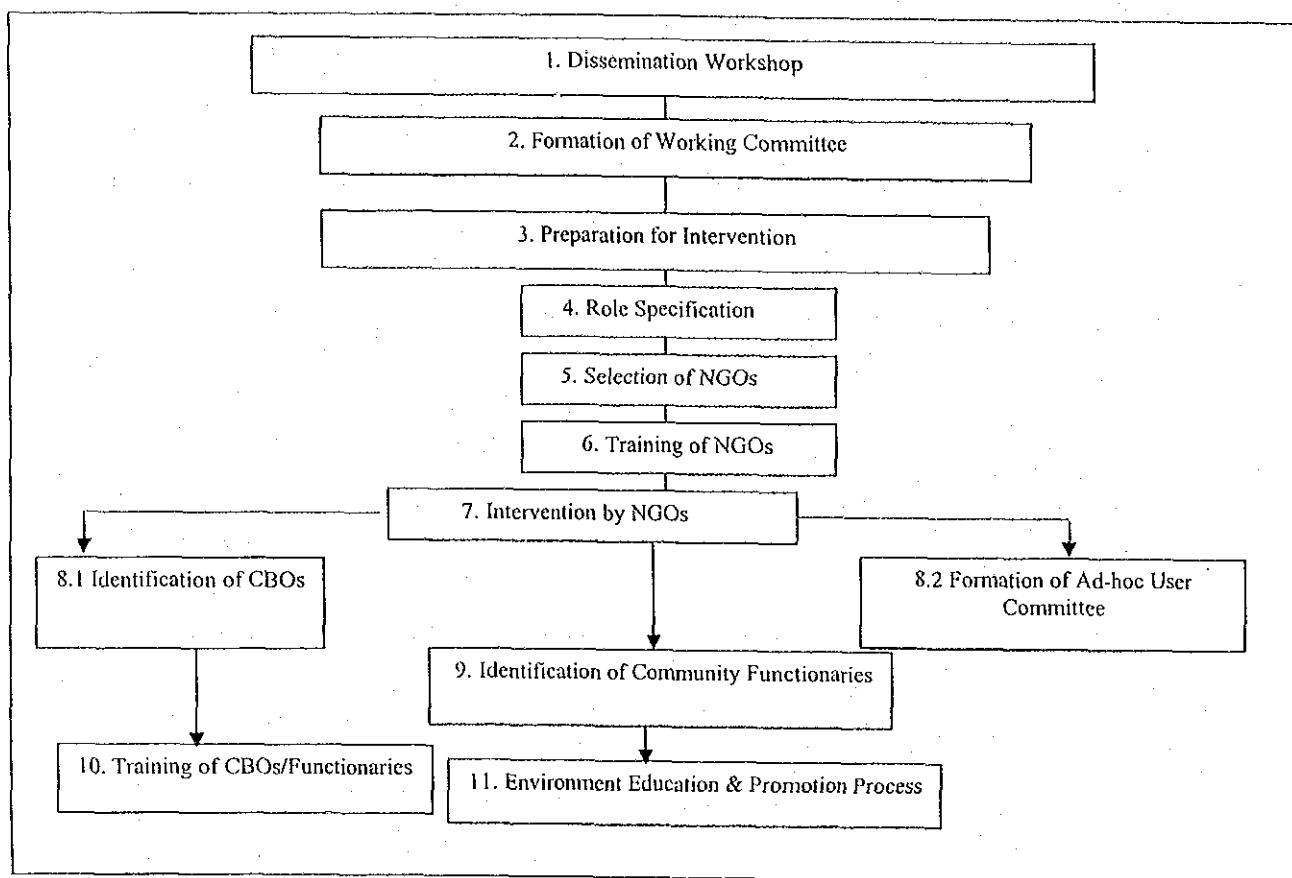 1. Dissemination Workshop
2. Formation of Working Committee
3. Preparation for Intervention
4. Role Specification
5. Selection of NGOs
6. Training of NGOs
7. Intervention by NGOs
8.1 Identification of CBOs
8.2 Formation of Ad-hoc User
Committee
9. Identification of Community Functionaries
10. Training of CBOs/Functionaries
11. Environment Education & Promotion Process